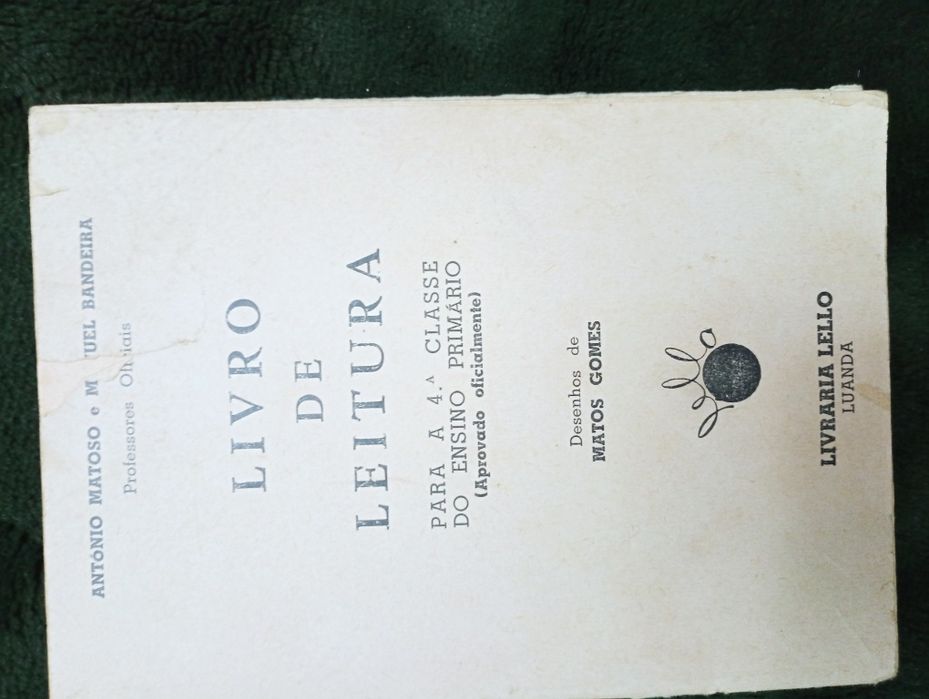 ANTÓNIO MATOSO e M UEL BANDEIRA
Professores
LIVRO
DE
LEITURA
PARA A 4.ᴬ CLASSE
DO ENSINO PRIMÁRIO
(Aprovado oficialmente)
Desenhos de
MATOS GOMES
lello
LIVRARIA LELLO
LUANDA